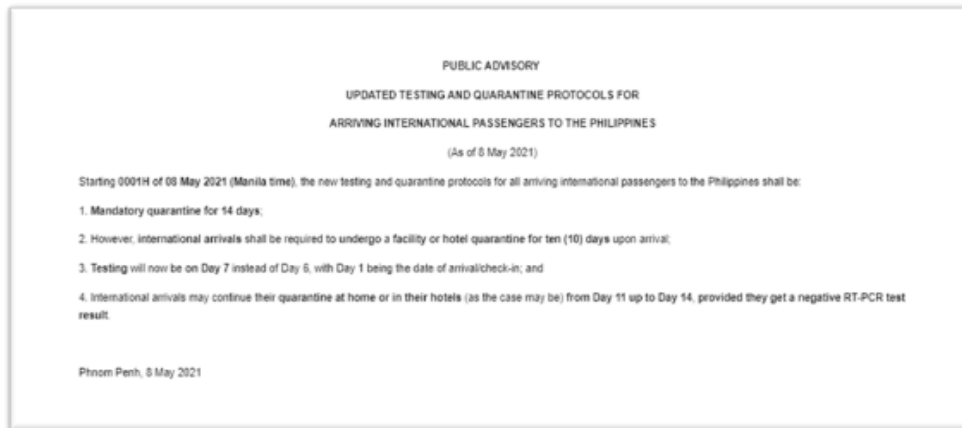 PUBLIC ADVISORY
UPDATED TESTING AND QUARANTINE PROTOCOLS FOR
ARRIVING INTERNATIONAL PASSENGERS TO THE PHILIPPINES
(As of 8 May 2021)
Starting 0001H of 08 May 2021 (Manila time), the new testing and quarantine protocols for all arriving international passengers to the Philippines shall be:
1. Mandatory quarantine for 14 days;
2. However, international arrivals shall be required to undergo a facility or hotel quarantine for ten (10) days upon arrival;
3. Testing will now be on Day 7 instead of Day 6, with Day 1 being the date of arrival/check-in; and
4. International arrivals may continue their quarantine at home or in their hotels (as the case may be) from Day 11 up to Day 14, provided they get a negative RT-PCR test
result.
Phnom Penh, 8 May 2021